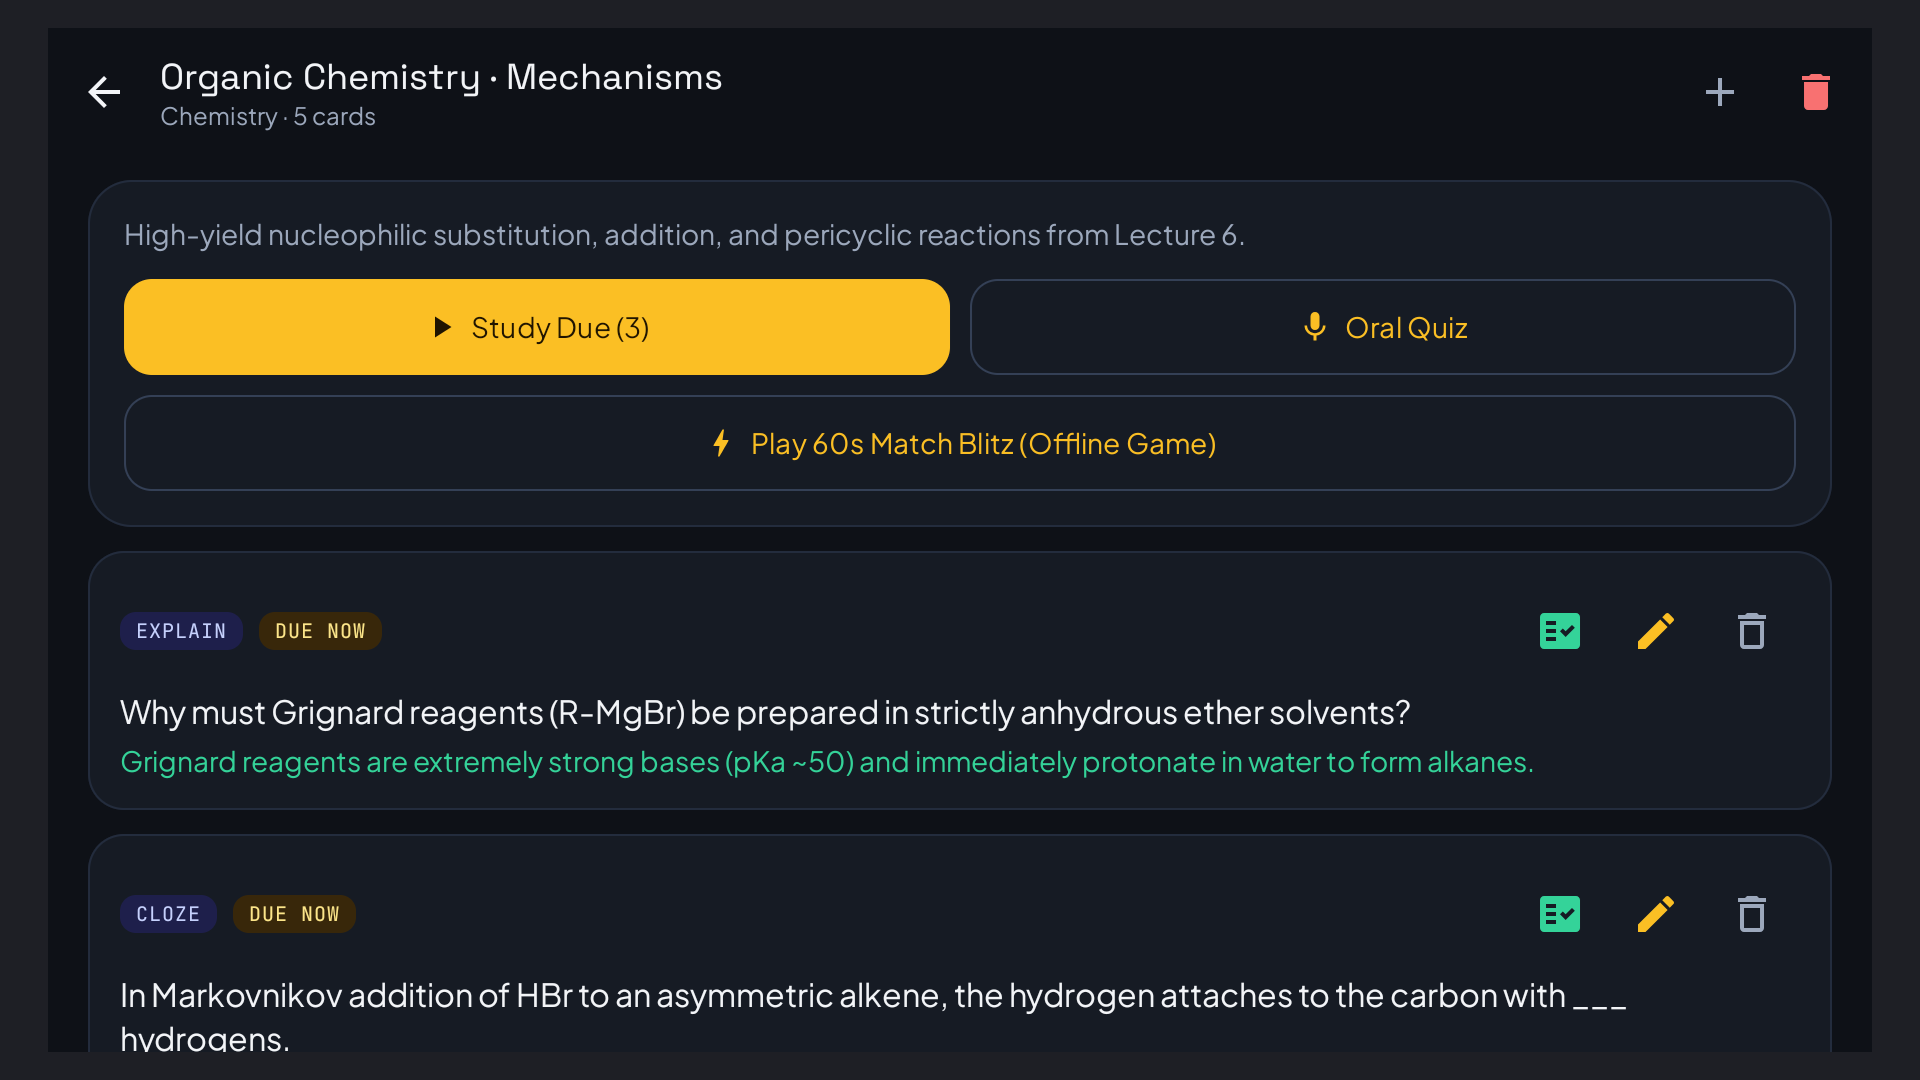 Organic Chemistry · Mechanisms
Chemistry · 5 cards
High-yield nucleophilic substitution, addition, and pericyclic reactions from Lecture 6.
Study Due (3)
Oral Quiz
Play 60s Match Blitz (Offline Game)
EXPLAIN
DUE NOW
Why must Grignard reagents (R-MgBr) be prepared in strictly anhydrous ether solvents?
Grignard reagents are extremely strong bases (pKa ~50) and immediately protonate in water to form alkanes.
CLOZE
DUE NOW
In Markovnikov addition of HBr to an asymmetric alkene, the hydrogen attaches to the carbon with ___
hydrogens.